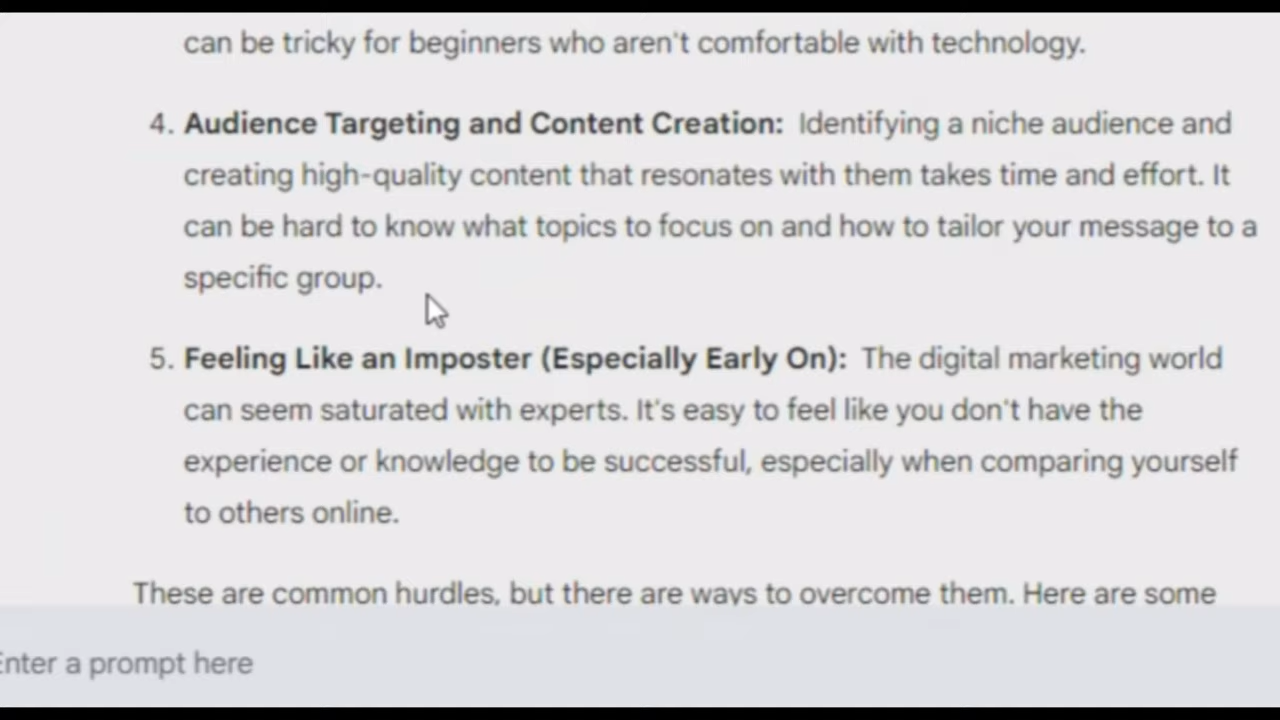 can be tricky for beginners who aren't comfortable with technology.
4. Audience Targeting and Content Creation: Identifying a niche audience and
creating high-quality content that resonates with them takes time and effort. It
can be hard to know what topics to focus on and how to tailor your message to a
specific group.
5. Feeling Like an Imposter (Especially Early On): The digital marketing world
can seem saturated with experts. It's easy to feel like you don't have the
experience or knowledge to be successful, especially when comparing yourself
to others online.
These are common hurdles, but there are ways to overcome them. Here are some
Enter a prompt here